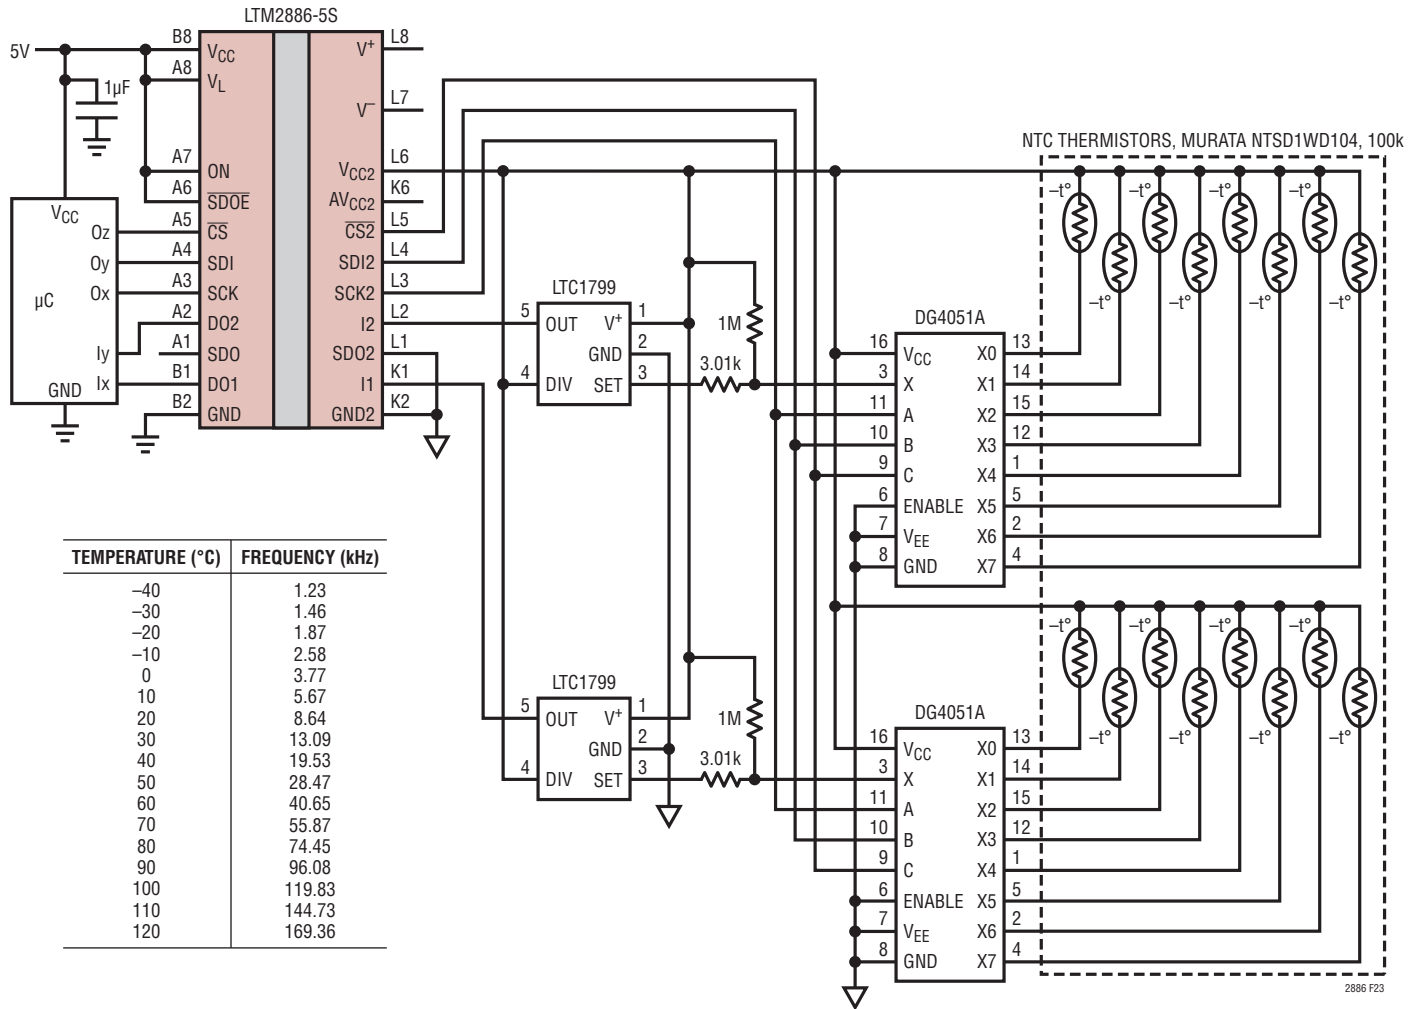 LTM2886-5S
5V
1µF
B8 VCC
A8 VL
A7 ON
A6 SDOE
A5 CS
A4 SDI
A3 SCK
A2 DO2
A1 SDO
B1 DO1
B2 GND
V+ L8
V– L7
VCC2 L6
AVCC2 K6
CS2 L5
SDI2 L4
SCK2 L3
I2 L2
SDO2 L1
I1 K1
GND2 K2
VCC
Oz
Oy
µC Ox
Iy
Ix
GND
LTC1799
5 OUT V+ 1
GND 2
4 DIV SET 3
1M
3.01k
DG4051A
16 VCC X0 13
3 X X1 14
11 A X2 15
10 B X3 12
9 C X4 1
6 ENABLE X5 5
7 VEE X6 2
8 GND X7 4
NTC THERMISTORS, MURATA NTSD1WD104, 100k
–t° –t° –t° –t°
–t° –t° –t° –t°
TEMPERATURE (°C) FREQUENCY (kHz)
–40 1.23
–30 1.46
–20 1.87
–10 2.58
0 3.77
10 5.67
20 8.64
30 13.09
40 19.53
50 28.47
60 40.65
70 55.87
80 74.45
90 96.08
100 119.83
110 144.73
120 169.36
LTC1799
5 OUT V+ 1
GND 2
4 DIV SET 3
1M
3.01k
DG4051A
16 VCC X0 13
3 X X1 14
11 A X2 15
10 B X3 12
9 C X4 1
6 ENABLE X5 5
7 VEE X6 2
8 GND X7 4
–t° –t° –t° –t°
–t° –t° –t° –t°
2886 F23